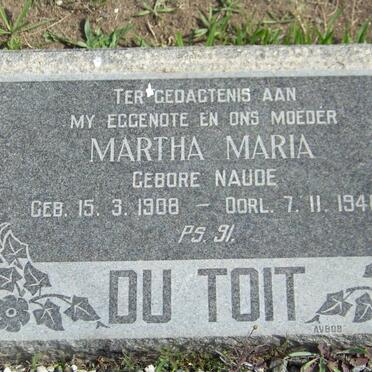 TER GEDAGTENIS AAN
MY EGGENOTE EN ONS MOEDER
MARTHA MARIA
GEBORE NAUDE
GEB. 15. 3. 1908 – OORL. 7. 11. 194
PS. 91.
DU TOIT
AVBOB